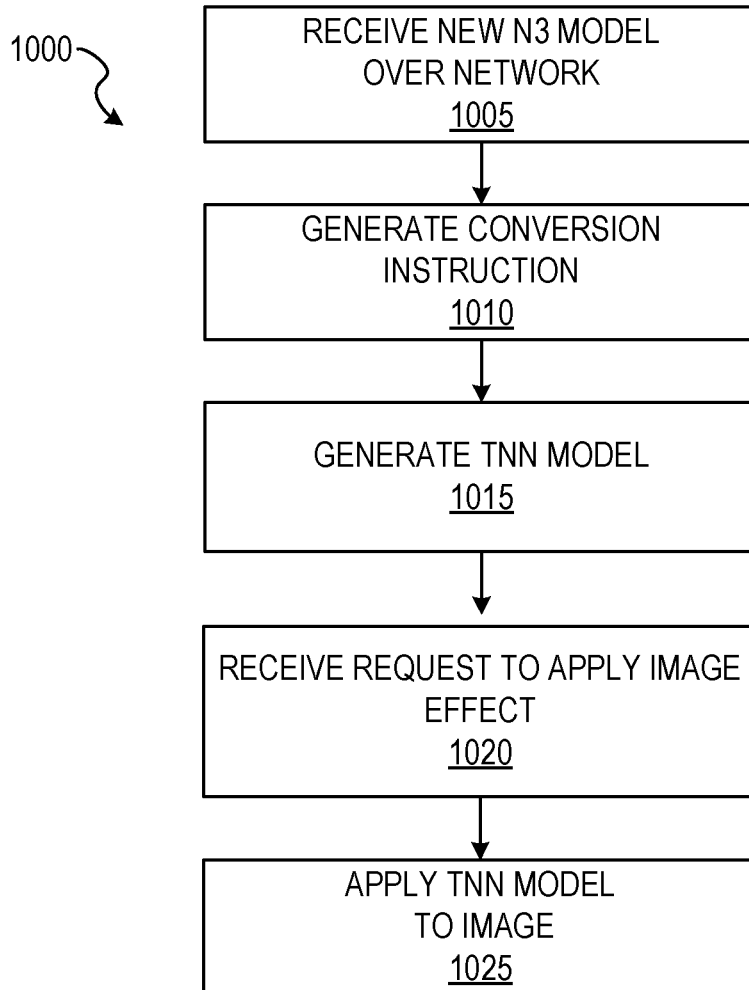 1000
RECEIVE NEW N3 MODEL
OVER NETWORK
1005
GENERATE CONVERSION
INSTRUCTION
1010
GENERATE TNN MODEL
1015
RECEIVE REQUEST TO APPLY IMAGE
EFFECT
1020
APPLY TNN MODEL
TO IMAGE
1025